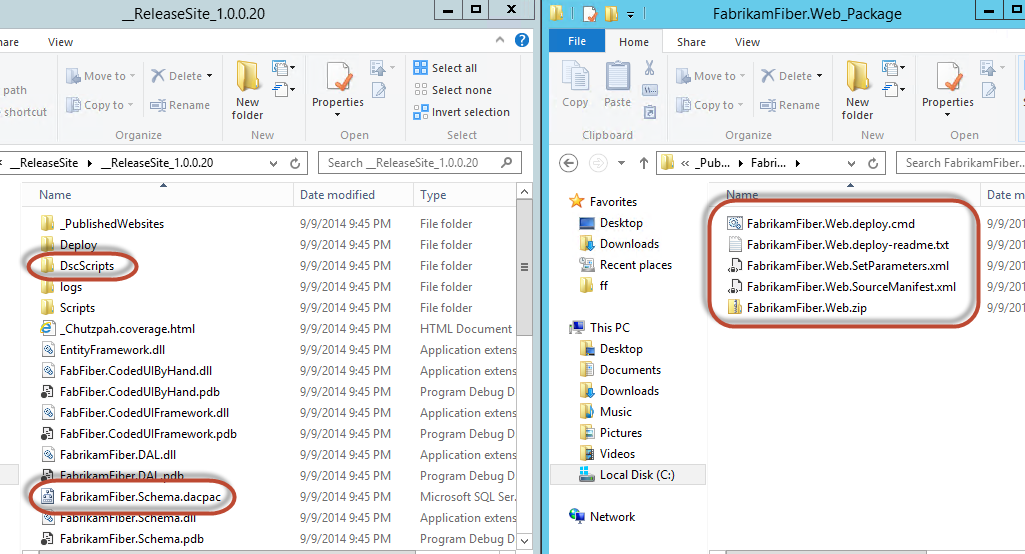 __ReleaseSite_1.0.0.20
hare
View
Move to
Copy to
path
shortcut
Delete
Rename
New
folder
Properties
Select all
Select none
Invert selection
Organize
New
Open
Select
__ReleaseSite
__ReleaseSite_1.0.0.20
Search __ReleaseSite_1.0.0.20
Name
Date modified
Type
_PublishedWebsites 9/9/2014 9:45 PM File folder
Deploy 9/9/2014 9:45 PM File folder
DscScripts 9/9/2014 9:45 PM File folder
logs 9/9/2014 9:45 PM File folder
Scripts 9/9/2014 9:45 PM File folder
_Chutzpah.coverage.html 9/9/2014 9:45 PM HTML Document
EntityFramework.dll 9/9/2014 9:45 PM Application extens
FabFiber.CodedUIByHand.dll 9/9/2014 9:45 PM Application extens
FabFiber.CodedUIByHand.pdb 9/9/2014 9:45 PM Program Debug D
FabFiber.CodedUIFramework.dll 9/9/2014 9:45 PM Application extens
FabFiber.CodedUIFramework.pdb 9/9/2014 9:45 PM Program Debug D
FabrikamFiber.DAL.dll 9/9/2014 9:45 PM Application extens
FabrikamFiber.DAL.pdb 9/9/2014 9:45 PM Program Debug D
FabrikamFiber.Schema.dacpac 9/9/2014 9:45 PM Microsoft SQL Ser...
FabrikamFiber.Schema.dll 9/9/2014 9:45 PM Application extens
FabrikamFiber.Schema.pdb 9/9/2014 9:45 PM Program Debug D
FabrikamFiber.Web_Package
File
Home
Share
View
Copy
Paste
Move to
Copy to
Delete
Rename
New
folder
Properties
Clipboard
Organize
New
Open
« _Pub...
Fabri...
Search FabrikamFiber...
Favorites
Desktop
Downloads
Recent places
ff
This PC
Desktop
Documents
Downloads
Music
Pictures
Videos
Local Disk (C:)
Network
Name
Date m
FabrikamFiber.Web.deploy.cmd 9/9/201
FabrikamFiber.Web.deploy-readme.txt 9/9/201
FabrikamFiber.Web.SetParameters.xml 9/9/201
FabrikamFiber.Web.SourceManifest.xml 9/9/201
FabrikamFiber.Web.zip 9/9/201